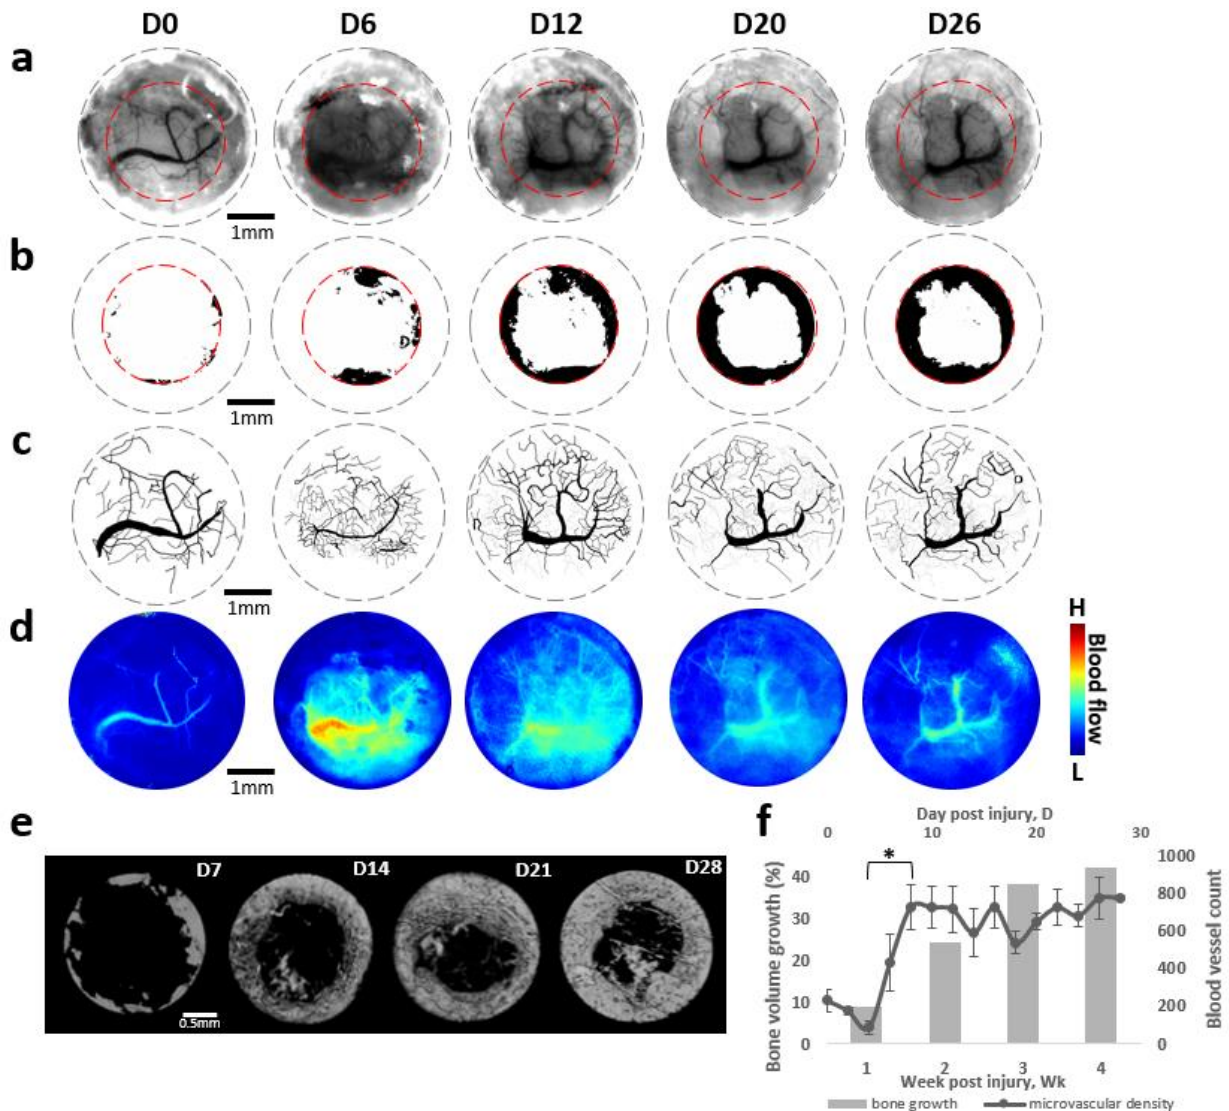 D0 D6 D12 D20 D26
a
1mm
b
1mm
c
1mm
d
H
Blood flow
L
1mm
e
D7 D14 D21 D28
0.5mm
f
Day post injury, D
0 10 20 30
Bone volume growth (%)
40
30
20
10
0
1000
800
600
400
200
0
Blood vessel count
*
1 2 3 4
Week post injury, Wk
bone growth microvascular density